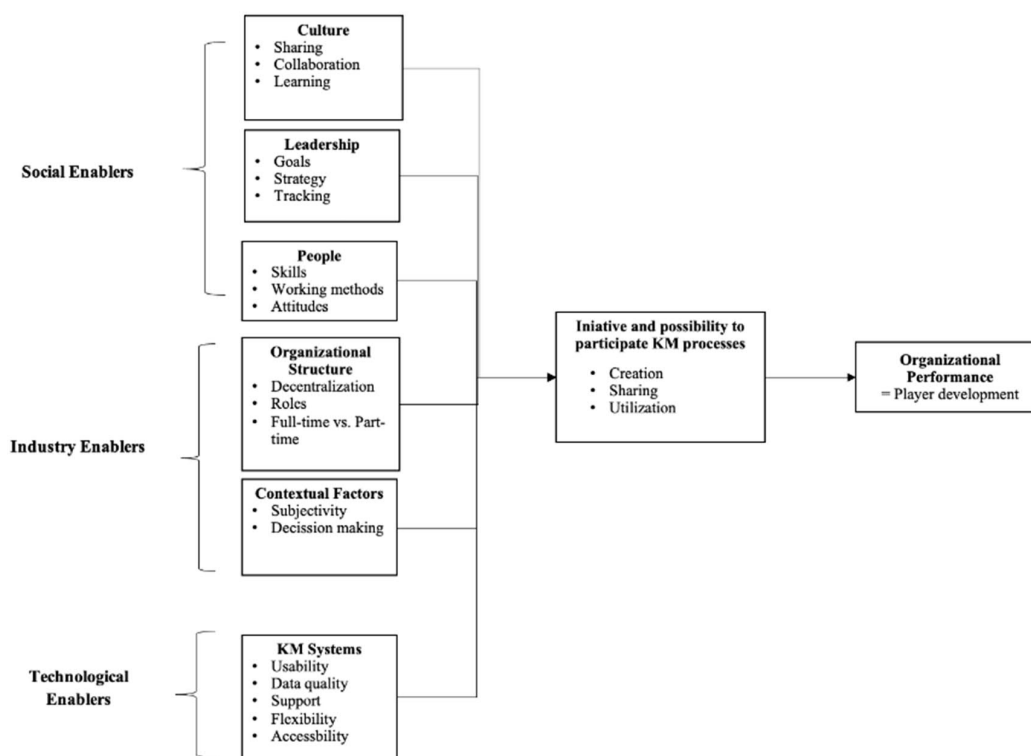 Social Enablers
Culture
• Sharing
• Collaboration
• Learning
Leadership
• Goals
• Strategy
• Tracking
People
• Skills
• Working methods
• Attitudes
Industry Enablers
Organizational
Structure
• Decentralization
• Roles
• Full-time vs. Part-
time
Contextual Factors
• Subjectivity
• Decission making
Technological
Enablers
KM Systems
• Usability
• Data quality
• Support
• Flexibility
• Accessbility
Iniative and possibility to
participate KM processes
• Creation
• Sharing
• Utilization
Organizational
Performance
= Player development